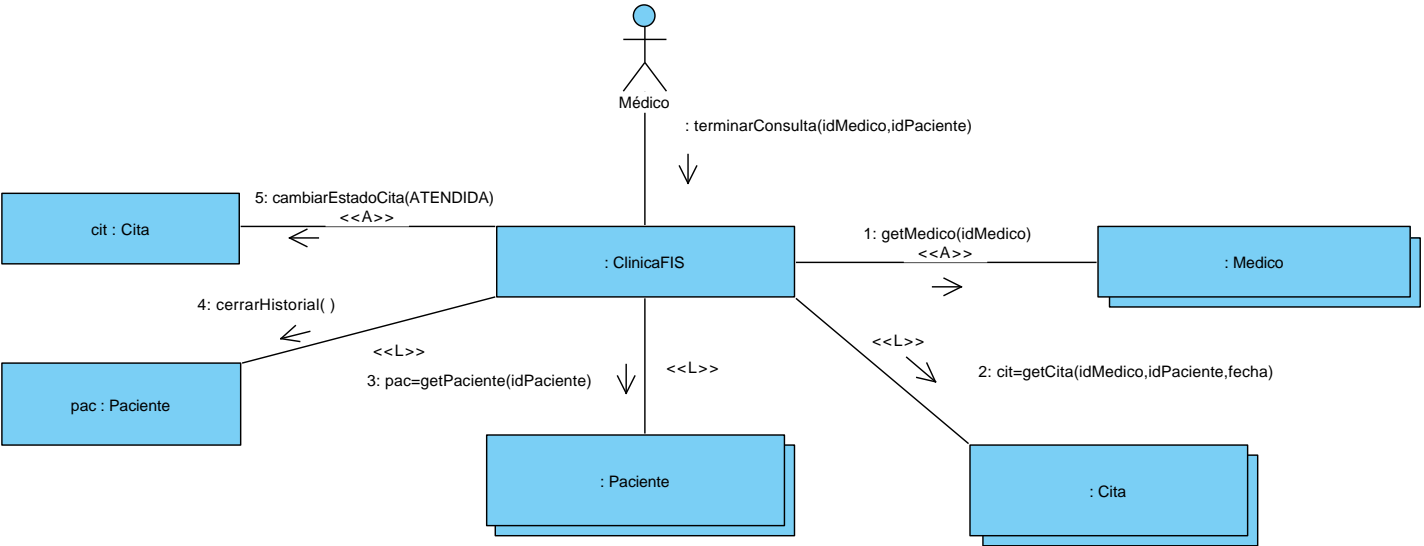 Médico
: terminarConsulta(idMedico,idPaciente)
5: cambiarEstadoCita(ATENDIDA)
<<A>>
cit : Cita
: ClinicaFIS
1: getMedico(idMedico)
<<A>>
: Medico
4: cerrarHistorial( )
<<L>>
pac : Paciente
3: pac=getPaciente(idPaciente)
<<L>>
: Paciente
<<L>>
2: cit=getCita(idMedico,idPaciente,fecha)
: Cita